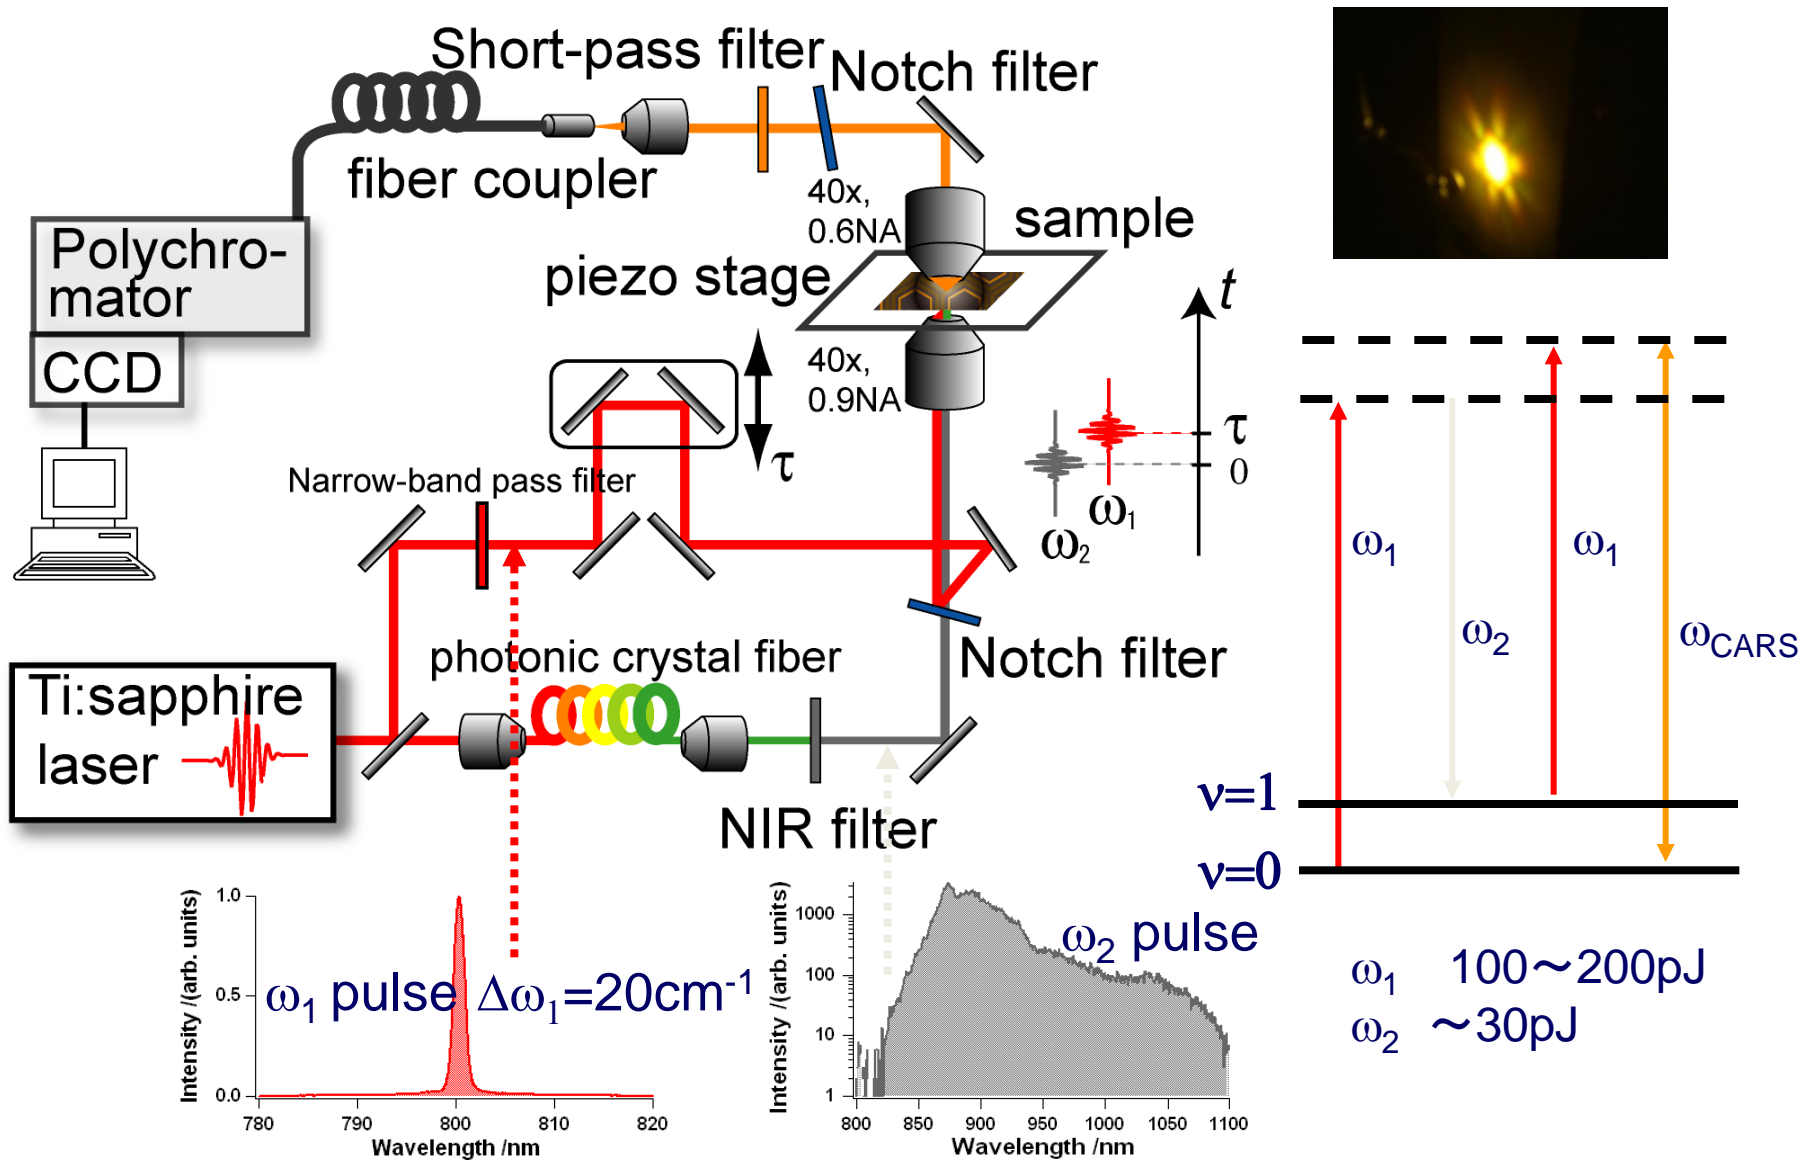 Short-pass filter
Notch filter
fiber coupler
40x,
0.6NA
sample
Polychro-
mator
piezo stage
t
CCD
40x,
0.9NA
τ
τ
0
Narrow-band pass filter
ω1
ω2
ω1
ω2
ω1
ωCARS
photonic crystal fiber
Notch filter
Ti:sapphire
laser
NIR filter
ν=1
ν=0
Intensity /(arb. units)
1.0
0.5
0.0
ω1 pulse Δω1=20cm-1
780 790 800 810 820
Wavelength /nm
Intensity /(arb. units)
1000
100
10
1
ω2 pulse
800 850 900 950 1000 1050 1100
Wavelength /nm
ω1 100～200pJ
ω2 ～30pJ